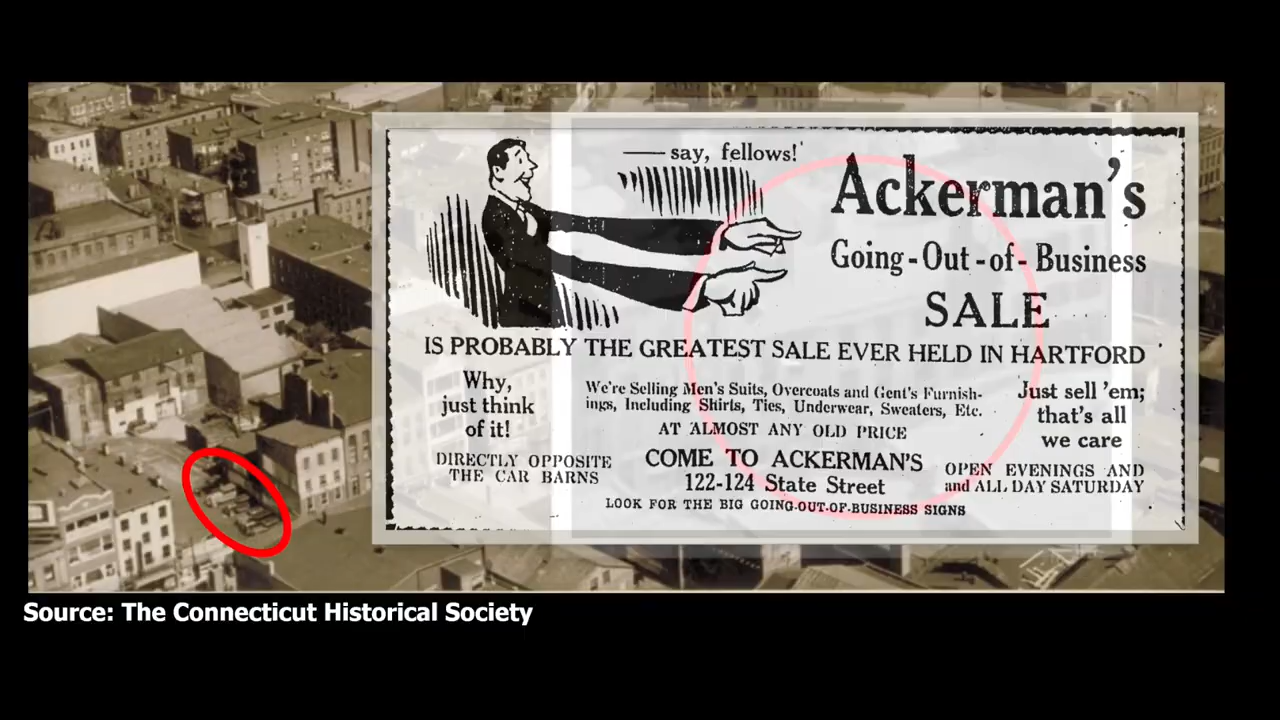 — say, fellows!
Ackerman's
Going-Out-of-Business
SALE
IS PROBABLY THE GREATEST SALE EVER HELD IN HARTFORD
Why,
just think
of it!
We're Selling Men's Suits, Overcoats and Gent's Furnish-
ings, Including Shirts, Ties, Underwear, Sweaters, Etc.
AT ALMOST ANY OLD PRICE
Just sell 'em;
that's all
we care
DIRECTLY OPPOSITE
THE CAR BARNS
COME TO ACKERMAN'S
122-124 State Street
OPEN EVENINGS AND
and ALL DAY SATURDAY
LOOK FOR THE BIG GOING-OUT-OF-BUSINESS SIGNS
Source: The Connecticut Historical Society